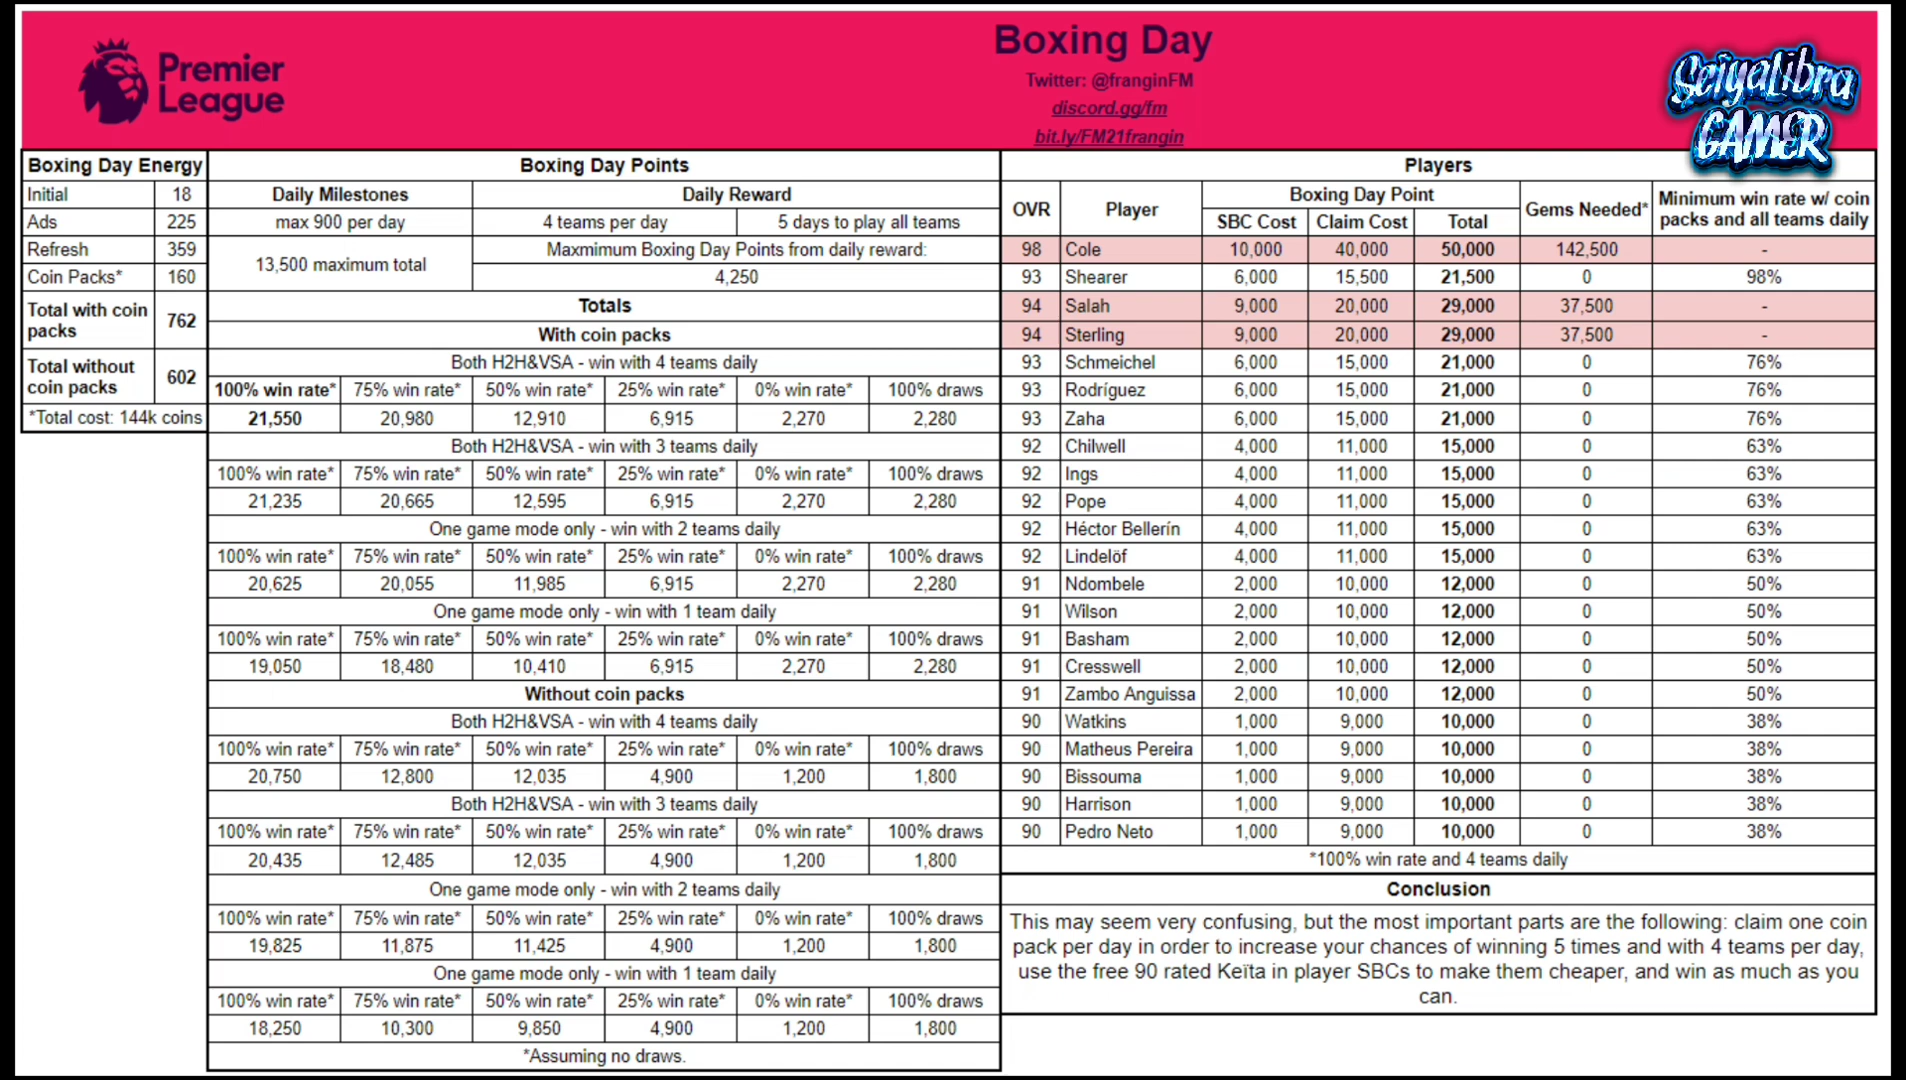 Premier
League
Boxing Day
Twitter: @franginFM
discord.gg/fm
bit.ly/FM21frangin
SeiyaLibra
GAMER
Boxing Day Energy
Initial 18
Ads 225
Refresh 359
Coin Packs* 160
Total with coin
packs 762
Total without
coin packs 602
*Total cost: 144k coins
Boxing Day Points
Daily Milestones Daily Reward
max 900 per day 4 teams per day 5 days to play all teams
13,500 maximum total Maxmimum Boxing Day Points from daily reward:
4,250
Totals
With coin packs
Both H2H&VSA - win with 4 teams daily
100% win rate* 75% win rate* 50% win rate* 25% win rate* 0% win rate* 100% draws
21,550 20,980 12,910 6,915 2,270 2,280
Both H2H&VSA - win with 3 teams daily
100% win rate* 75% win rate* 50% win rate* 25% win rate* 0% win rate* 100% draws
21,235 20,665 12,595 6,915 2,270 2,280
One game mode only - win with 2 teams daily
100% win rate* 75% win rate* 50% win rate* 25% win rate* 0% win rate* 100% draws
20,625 20,055 11,985 6,915 2,270 2,280
One game mode only - win with 1 team daily
100% win rate* 75% win rate* 50% win rate* 25% win rate* 0% win rate* 100% draws
19,050 18,480 10,410 6,915 2,270 2,280
Without coin packs
Both H2H&VSA - win with 4 teams daily
100% win rate* 75% win rate* 50% win rate* 25% win rate* 0% win rate* 100% draws
20,750 12,800 12,035 4,900 1,200 1,800
Both H2H&VSA - win with 3 teams daily
100% win rate* 75% win rate* 50% win rate* 25% win rate* 0% win rate* 100% draws
20,435 12,485 12,035 4,900 1,200 1,800
One game mode only - win with 2 teams daily
100% win rate* 75% win rate* 50% win rate* 25% win rate* 0% win rate* 100% draws
19,825 11,875 11,425 4,900 1,200 1,800
One game mode only - win with 1 team daily
100% win rate* 75% win rate* 50% win rate* 25% win rate* 0% win rate* 100% draws
18,250 10,300 9,850 4,900 1,200 1,800
*Assuming no draws.
Players
OVR Player Boxing Day Point Gems Needed* Minimum win rate w/ coin
packs and all teams daily
SBC Cost Claim Cost Total
98 Cole 10,000 40,000 50,000 142,500 -
93 Shearer 6,000 15,500 21,500 0 98%
94 Salah 9,000 20,000 29,000 37,500 -
94 Sterling 9,000 20,000 29,000 37,500 -
93 Schmeichel 6,000 15,000 21,000 0 76%
93 Rodríguez 6,000 15,000 21,000 0 76%
93 Zaha 6,000 15,000 21,000 0 76%
92 Chilwell 4,000 11,000 15,000 0 63%
92 Ings 4,000 11,000 15,000 0 63%
92 Pope 4,000 11,000 15,000 0 63%
92 Héctor Bellerín 4,000 11,000 15,000 0 63%
92 Lindelöf 4,000 11,000 15,000 0 63%
91 Ndombele 2,000 10,000 12,000 0 50%
91 Wilson 2,000 10,000 12,000 0 50%
91 Basham 2,000 10,000 12,000 0 50%
91 Cresswell 2,000 10,000 12,000 0 50%
91 Zambo Anguissa 2,000 10,000 12,000 0 50%
90 Watkins 1,000 9,000 10,000 0 38%
90 Matheus Pereira 1,000 9,000 10,000 0 38%
90 Bissouma 1,000 9,000 10,000 0 38%
90 Harrison 1,000 9,000 10,000 0 38%
90 Pedro Neto 1,000 9,000 10,000 0 38%
*100% win rate and 4 teams daily
Conclusion
This may seem very confusing, but the most important parts are the following: claim one coin
pack per day in order to increase your chances of winning 5 times and with 4 teams per day,
use the free 90 rated Keïta in player SBCs to make them cheaper, and win as much as you
can.